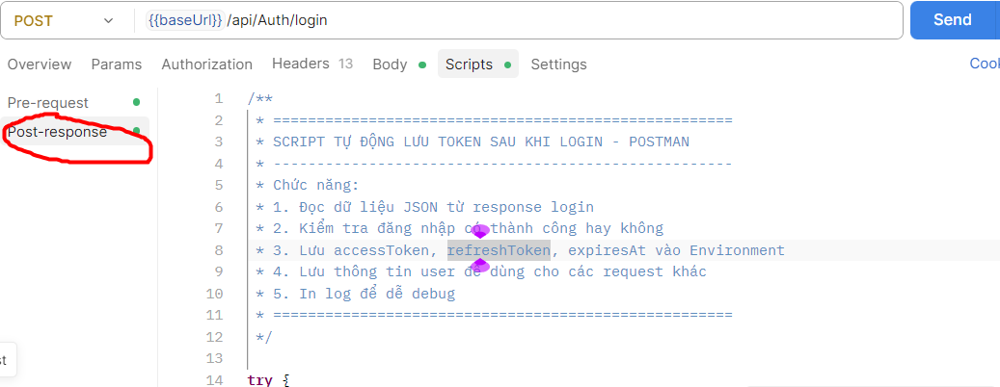 POST {{baseUrl}} /api/Auth/login Send
Overview Params Authorization Headers 13 Body Scripts Settings
Pre-request
Post-response
1 /**
2 * =====================================================
3 * SCRIPT TỰ ĐỘNG LƯU TOKEN SAU KHI LOGIN - POSTMAN
4 * -----------------------------------------------------
5 * Chức năng:
6 * 1. Đọc dữ liệu JSON từ response login
7 * 2. Kiểm tra đăng nhập có thành công hay không
8 * 3. Lưu accessToken, refreshToken, expiresAt vào Environment
9 * 4. Lưu thông tin user để dùng cho các request khác
10 * 5. In log để dễ debug
11 * =====================================================
12 */
13
14 try {